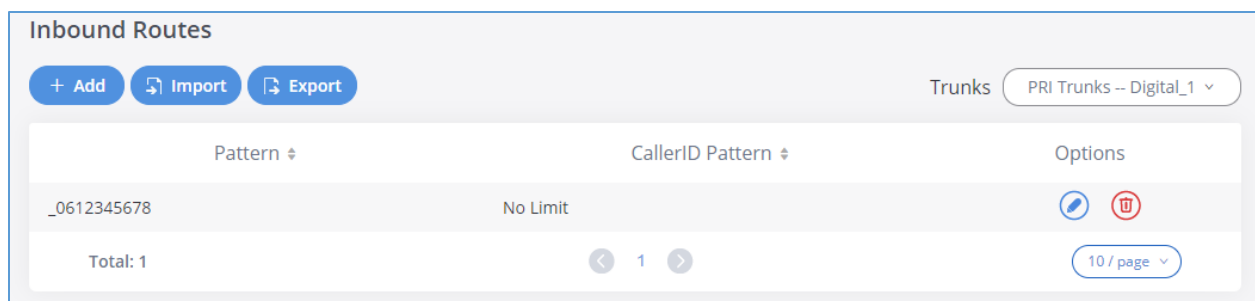 Inbound Routes
+ Add Import Export Trunks PRI Trunks -- Digital_1
Pattern CallerID Pattern Options
_0612345678 No Limit
Total: 1 1 10 / page